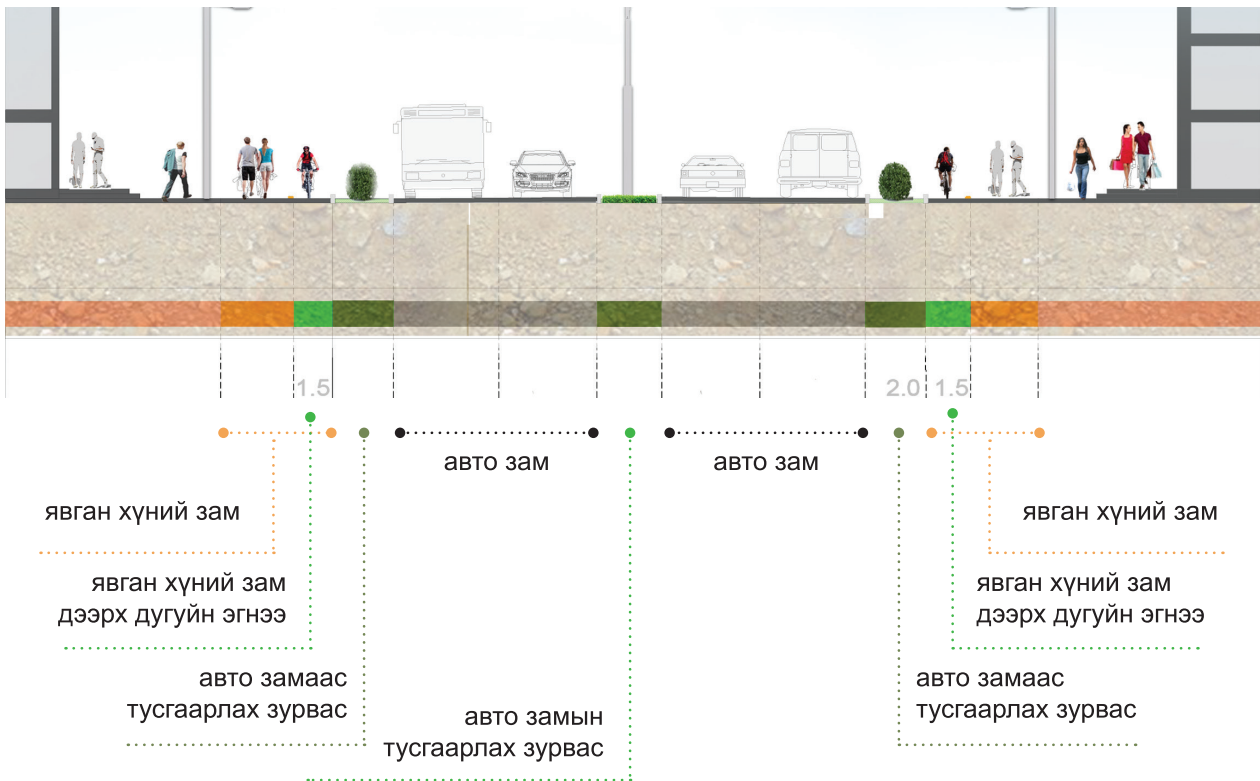 1.5
2.0 1.5
авто зам
авто зам
явган хүний зам
явган хүний зам
явган хүний зам
дээрх дугуйн эгнээ
явган хүний зам
дээрх дугуйн эгнээ
авто замаас
тусгаарлах зурвас
авто замаас
тусгаарлах зурвас
авто замын
тусгаарлах зурвас